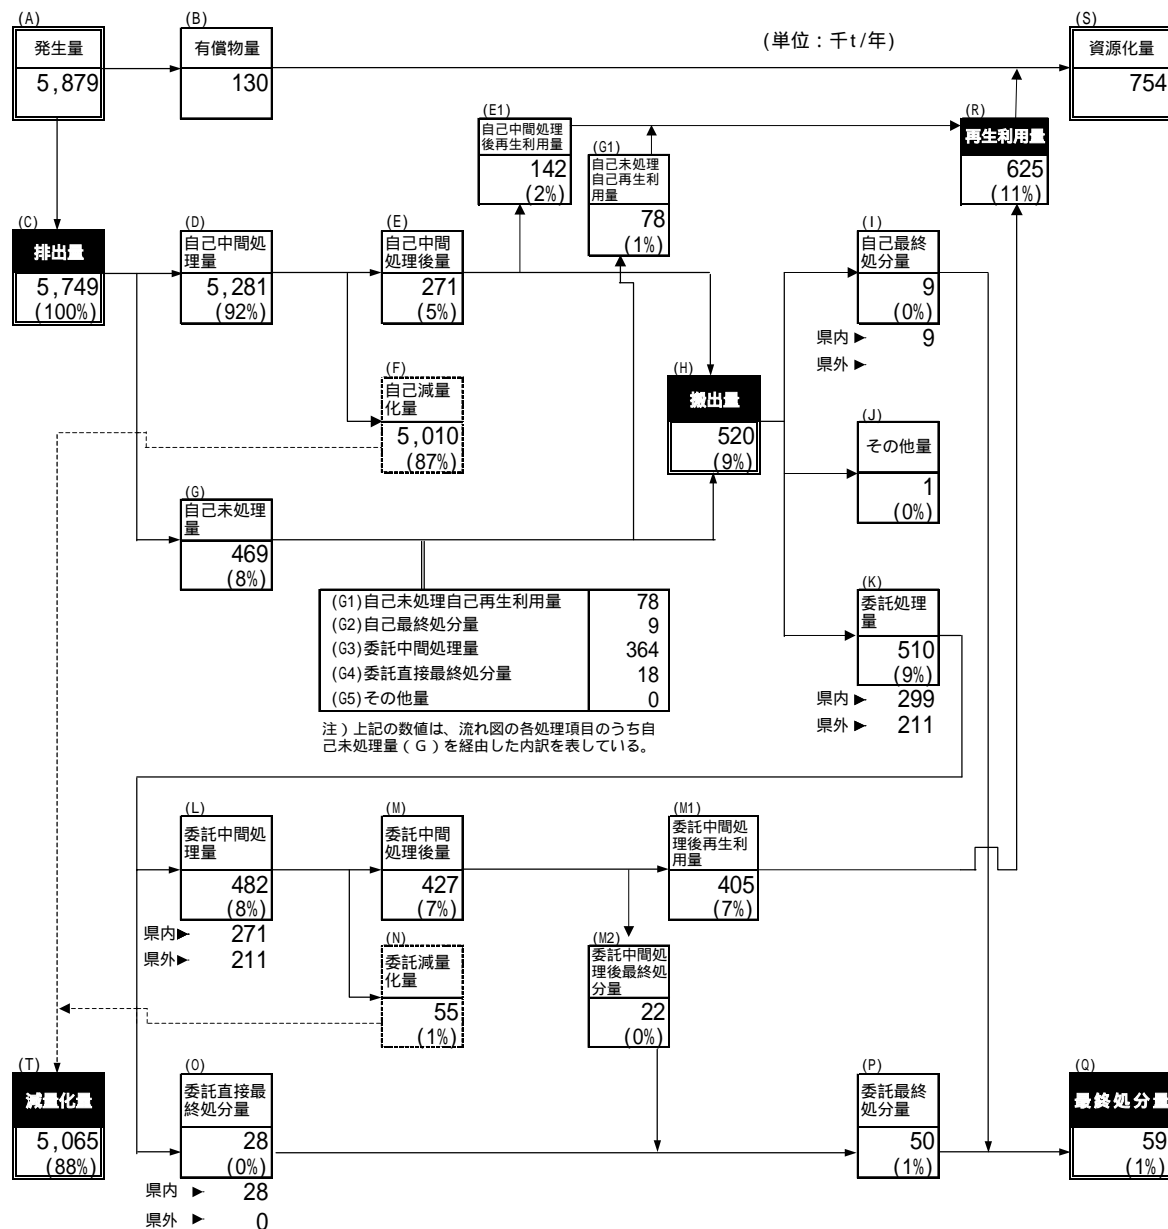 (A)
発生量
5,879
(B)
有償物量
130
(単位：千t/年)
(S)
資源化量
754
(E1)
自己中間処理
後再生利用量
142
(2%)
(G1)
自己未処理
自己再生利
用量
78
(1%)
(R)
再生利用量
625
(11%)
(C)
排出量
5,749
(100%)
(D)
自己中間処
理量
5,281
(92%)
(E)
自己中間
処理後量
271
(5%)
(I)
自己最終
処分量
9
(0%)
県内► 9
県外►
(F)
自己減量
化量
5,010
(87%)
(H)
搬出量
520
(9%)
(J)
その他量
1
(0%)
(G)
自己未処理
量
469
(8%)
(G1)自己未処理自己再生利用量 78
(G2)自己最終処分量 9
(G3)委託中間処理量 364
(G4)委託直接最終処分量 18
(G5)その他量 0
注）上記の数値は、流れ図の各処理項目のうち自
己未処理量（G）を経由した内訳を表している。
(K)
委託処理
量
510
(9%)
県内► 299
県外► 211
(L)
委託中間処
理量
482
(8%)
県内► 271
県外► 211
(M)
委託中間
処理後量
427
(7%)
(M1)
委託中間処
理後再生利
用量
405
(7%)
(N)
委託減量
化量
55
(1%)
(M2)
委託中間処
理後最終処
分量
22
(0%)
(T)
減量化量
5,065
(88%)
(O)
委託直接最
終処分量
28
(0%)
県内 ► 28
県外 ► 0
(P)
委託最終
処分量
50
(1%)
(Q)
最終処分量
59
(1%)